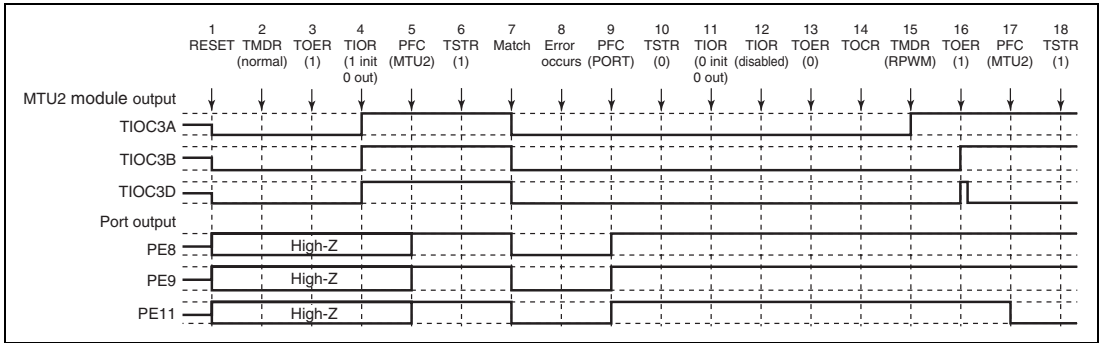 1 2 3 4 5 6 7 8 9 10 11 12 13 14 15 16 17 18
RESET TMDR TOER TIOR PFC TSTR Match Error PFC TSTR TIOR TIOR TOER TOCR TMDR TOER PFC TSTR
(normal) (1) (1 init (MTU2) (1) occurs (PORT) (0) (0 init (disabled) (0) (RPWM) (1) (MTU2) (1)
0 out) 0 out)
MTU2 module output
TIOC3A
TIOC3B
TIOC3D
Port output
PE8 High-Z
PE9 High-Z
PE11 High-Z